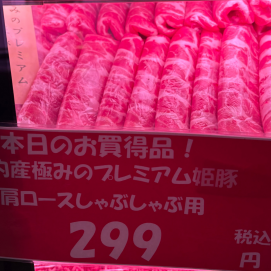 みのプレミアム
本日のお買得品！
内産極みのプレミアム姫豚
肩ロースしゃぶしゃぶ用
299
税込
円